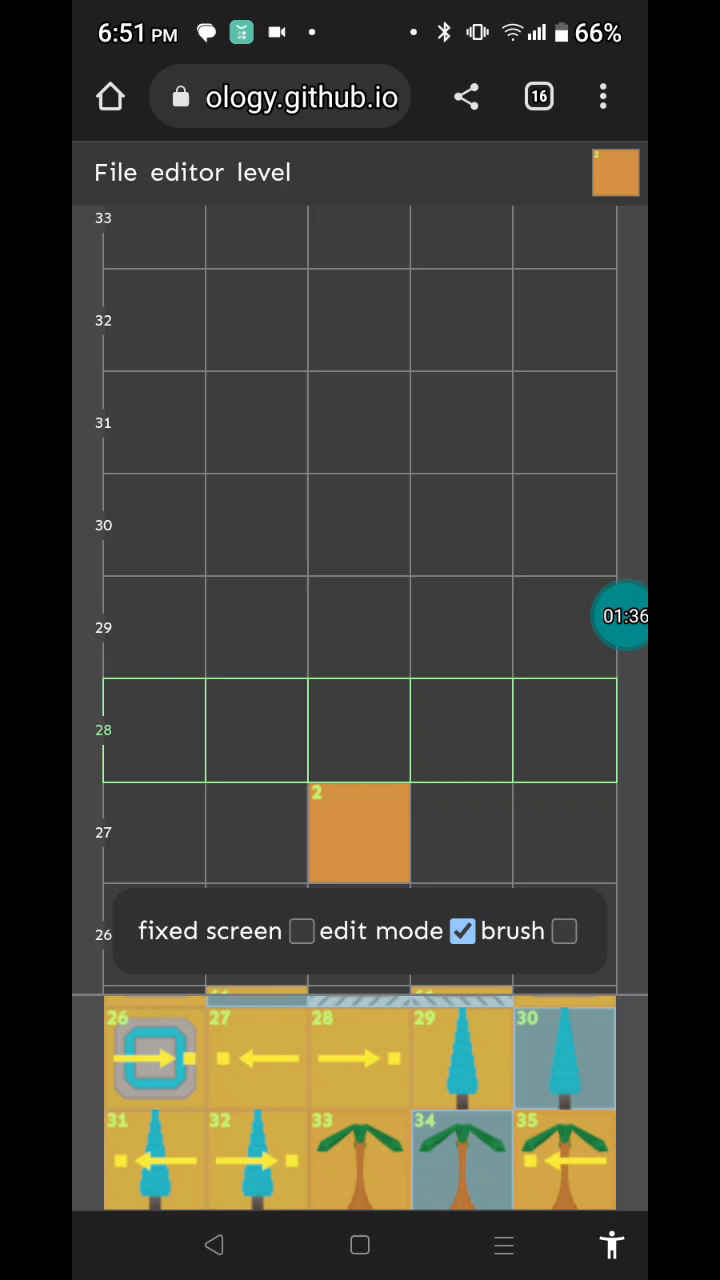 6:51 PM
66%
ology.github.io
16
File editor level
2
33
32
31
30
29
01:36
28
2
27
fixed screen edit mode brush
26
26 27 28 29 30
31 32 33 34 35